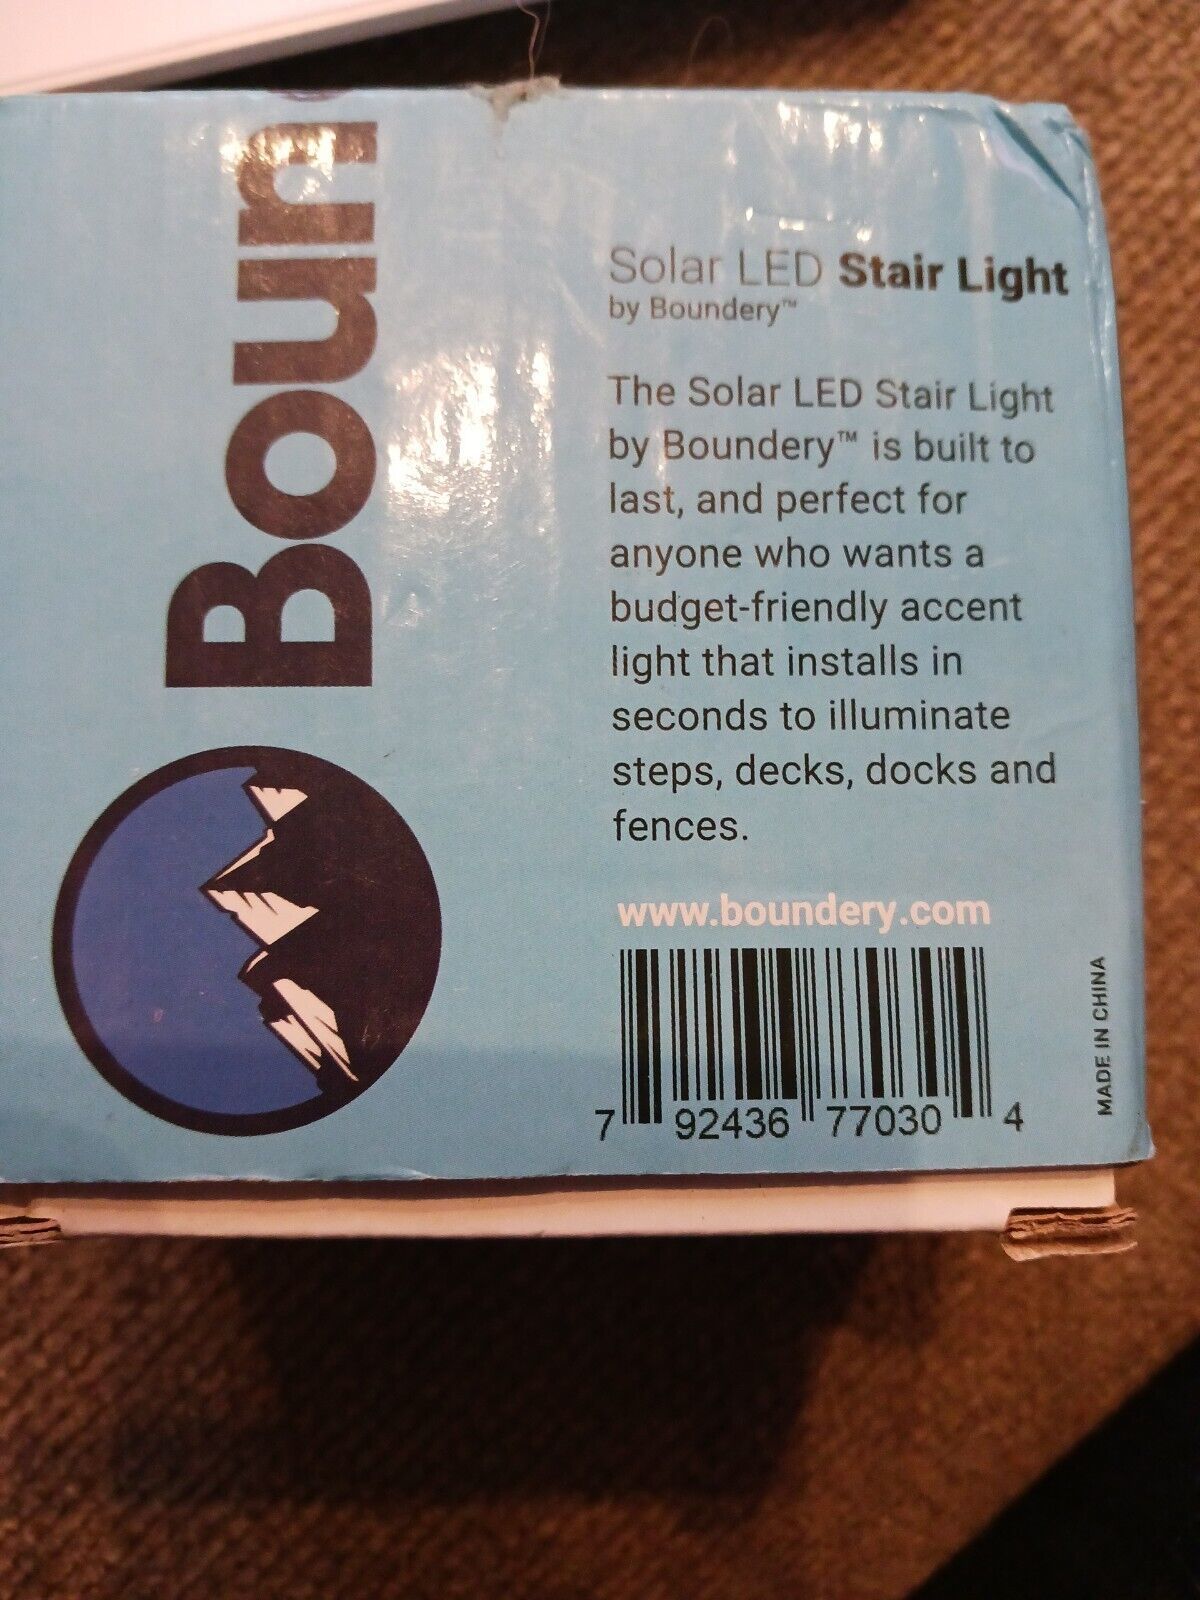 Boun
Solar LED Stair Light
by Boundery™
The Solar LED Stair Light
by Boundery™ is built to
last, and perfect for
anyone who wants a
budget-friendly accent
light that installs in
seconds to illuminate
steps, decks, docks and
fences.
www.boundery.com
7 92436 77030 4
MADE IN CHINA